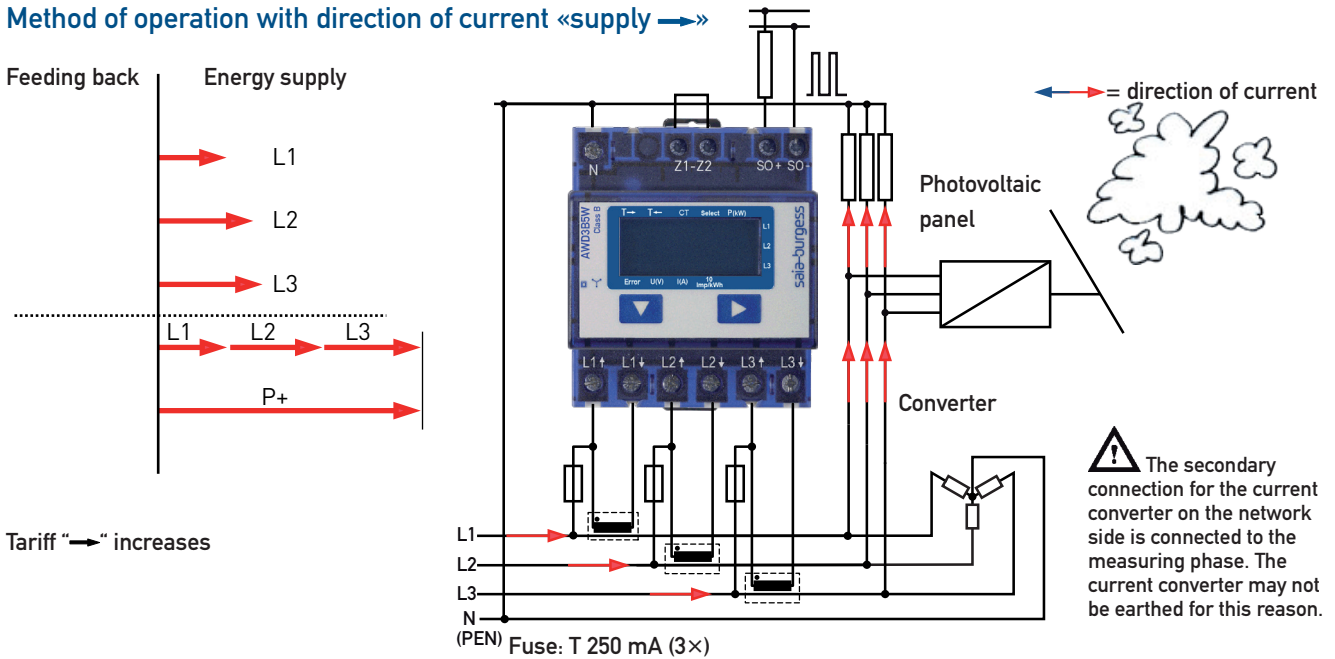 Method of operation with direction of current «supply →»
Feeding back
Energy supply
L1
L2
L3
L1 L2 L3
P+
Tariff “→“ increases
N
Z1-Z2
SO+ SO-
AWD3B5W
Class B
T→ T← CT Select P(kW)
L1
L2
L3
Error U(V) I(A) 10 Imp/kWh
saia-burgess
L1↑ L1↓ L2↑ L2↓ L3↑ L3↓
= direction of current
Photovoltaic
panel
Converter
L1
L2
L3
N
(PEN)
Fuse: T 250 mA (3×)
! The secondary
connection for the current
converter on the network
side is connected to the
measuring phase. The
current converter may not
be earthed for this reason.